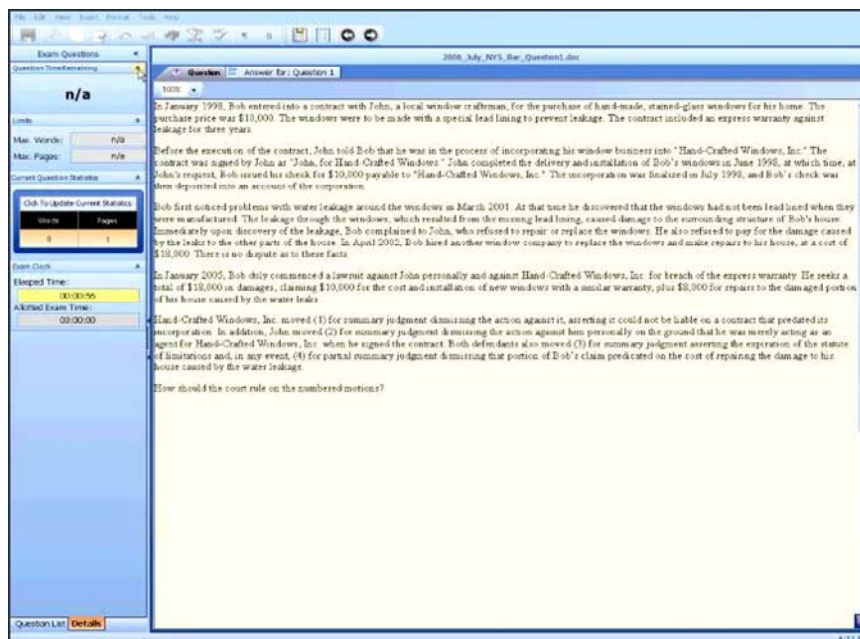 File Edit View Insert Format Tools Help
Exam Questions
2006_July_NYS_Bar_Question1.doc
Question Time Remaining
Question Answer for: Question 1
n/a
100%
Limits
Max. Words: n/a
Max. Pages: n/a
Current Question Statistics
Click To Update Current Statistics
Words Pages
0 1
Exam Clock
Elapsed Time:
00:00:56
Allotted Exam Time:
00:00:00
In January 1998, Bob entered into a contract with John, a local window craftsman, for the purchase of hand-made, stained-glass windows for his home. The
purchase price was $10,000. The windows were to be made with a special lead lining to prevent leakage. The contract included an express warranty against
leakage for three years.
Before the execution of the contract, John told Bob that he was in the process of incorporating his window business into "Hand-Crafted Windows, Inc." The
contract was signed by John as "John, for Hand-Crafted Windows." John completed the delivery and installation of Bob's windows in June 1998, at which time, at
John's request, Bob issued his check for $10,000 payable to "Hand-Crafted Windows, Inc." The incorporation was finalized in July 1998, and Bob's check was
then deposited into an account of the corporation.
Bob first noticed problems with water leakage around the windows in March 2001. At that time he discovered that the windows had not been lead lined when they
were manufactured. The leakage through the windows, which resulted from the missing lead lining, caused damage to the surrounding structure of Bob's house.
Immediately upon discovery of the leakage, Bob complained to John, who refused to repair or replace the windows. He also refused to pay for the damage caused
by the leaks to the other parts of the house. In April 2002, Bob hired another window company to replace the windows and make repairs to his house, at a cost of
$18,000. There is no dispute as to these facts.
In January 2005, Bob duly commenced a lawsuit against John personally and against Hand-Crafted Windows, Inc. for breach of the express warranty. He seeks a
total of $18,000 in damages, claiming $10,000 for the cost and installation of new windows with a similar warranty, plus $8,000 for repairs to the damaged portion
of his house caused by the water leaks.
Hand-Crafted Windows, Inc. moved (1) for summary judgment dismissing the action against it, asserting it could not be liable on a contract that predated its
incorporation. In addition, John moved (2) for summary judgment dismissing the action against him personally on the ground that he was merely acting as an
agent for Hand-Crafted Windows, Inc. when he signed the contract. Both defendants also moved (3) for summary judgment asserting the expiration of the statute
of limitations and, in any event, (4) for partial summary judgment dismissing that portion of Bob's claim predicated on the cost of repairing the damage to his
house caused by the water leakage.
How should the court rule on the numbered motions?
Question List Details